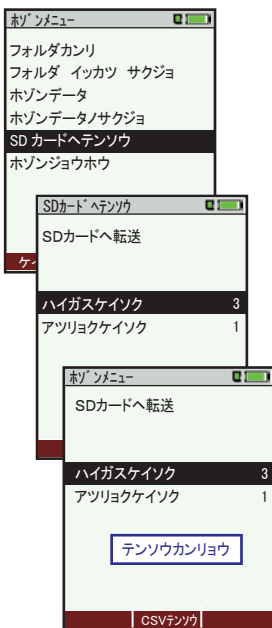 ﾎｿﾞﾝﾒﾆｭｰ
フォルダカンリ
フォルダ イッカツ サクジョ
ホゾンデータ
ホゾンデータノサクジョ
SD カードヘテンソウ
ホゾンジョウホウ
SDｶｰﾄﾞﾍﾃﾝｿｳ
SDカードへ転送
ハイガスケイソク 3
アツリョクケイソク 1
ﾎｿﾞﾝﾒﾆｭｰ
SDカードへ転送
ハイガスケイソク 3
アツリョクケイソク 1
テンソウカンリョウ
CSVﾃﾝｿｳ